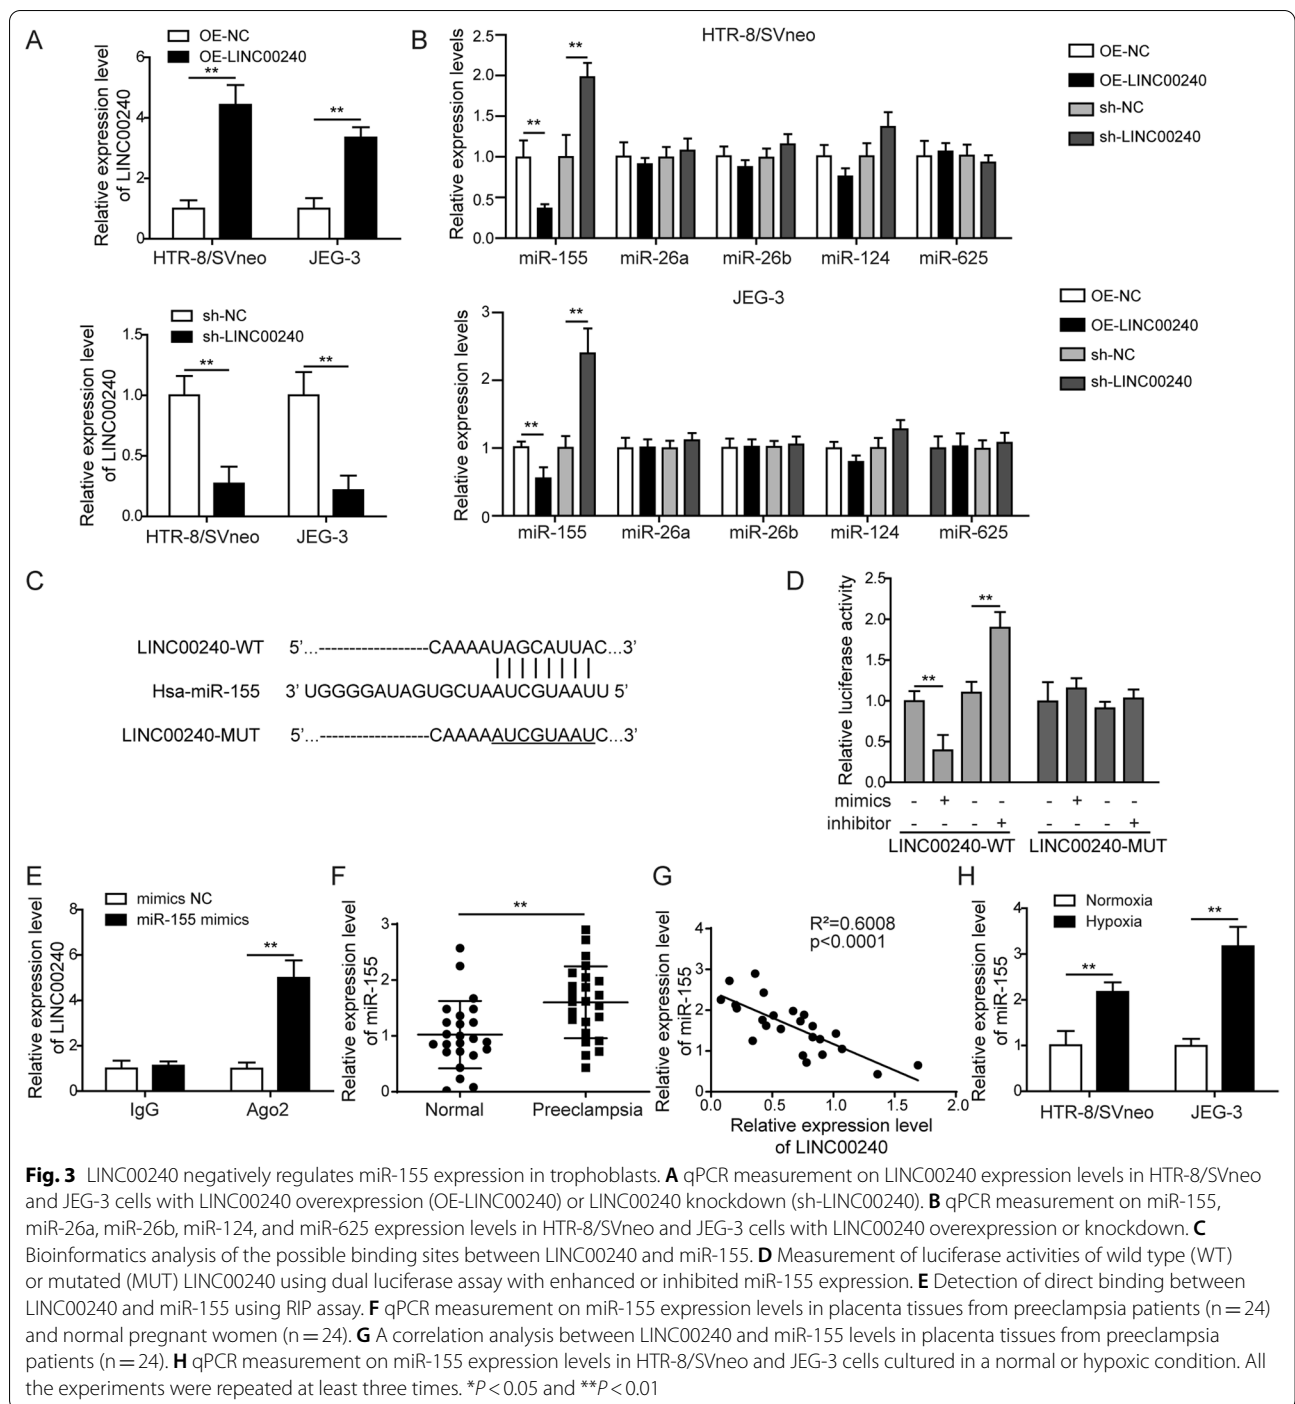 A
OE-NC
OE-LINC00240
Relative expression level
of LINC00240
6
4
2
0
**
**
HTR-8/SVneo
JEG-3
sh-NC
sh-LINC00240
Relative expression level
of LINC00240
1.5
1.0
0.5
0.0
**
**
HTR-8/SVneo
JEG-3
B
HTR-8/SVneo
Relative expression levels
2.5
2.0
1.5
1.0
0.5
0.0
**
**
miR-155
miR-26a
miR-26b
miR-124
miR-625
OE-NC
OE-LINC00240
sh-NC
sh-LINC00240
JEG-3
Relative expression levels
3
2
1
0
**
**
miR-155
miR-26a
miR-26b
miR-124
miR-625
OE-NC
OE-LINC00240
sh-NC
sh-LINC00240
C
LINC00240-WT 5’...------------------CAAAAUAGCAUUAC...3’
Hsa-miR-155 3’ UGGGGAUAGUGCUAAUCGUAAUU 5’
LINC00240-MUT 5’...------------------CAAAAAUCGUAAUC...3’
D
Relative luciferase activity
2.5
2.0
1.5
1.0
0.5
0.0
**
**
mimics - + - - - + - -
inhibitor - - - + - - - +
LINC00240-WT LINC00240-MUT
E
mimics NC
miR-155 mimics
Relative expression level
of LINC00240
8
6
4
2
0
**
IgG
Ago2
F
Relative expression level
of miR-155
3
2
1
0
**
Normal
Preeclampsia
G
Relative expression level
of miR-155
4
3
2
1
0
R²=0.6008
p<0.0001
0.0 0.5 1.0 1.5 2.0
Relative expression level
of LINC00240
H
Normoxia
Hypoxia
Relative expression level
of miR-155
4
3
2
1
0
**
**
HTR-8/SVneo
JEG-3
Fig. 3 LINC00240 negatively regulates miR-155 expression in trophoblasts. A qPCR measurement on LINC00240 expression levels in HTR-8/SVneo
and JEG-3 cells with LINC00240 overexpression (OE-LINC00240) or LINC00240 knockdown (sh-LINC00240). B qPCR measurement on miR-155,
miR-26a, miR-26b, miR-124, and miR-625 expression levels in HTR-8/SVneo and JEG-3 cells with LINC00240 overexpression or knockdown. C
Bioinformatics analysis of the possible binding sites between LINC00240 and miR-155. D Measurement of luciferase activities of wild type (WT)
or mutated (MUT) LINC00240 using dual luciferase assay with enhanced or inhibited miR-155 expression. E Detection of direct binding between
LINC00240 and miR-155 using RIP assay. F qPCR measurement on miR-155 expression levels in placenta tissues from preeclampsia patients (n = 24)
and normal pregnant women (n = 24). G A correlation analysis between LINC00240 and miR-155 levels in placenta tissues from preeclampsia
patients (n = 24). H qPCR measurement on miR-155 expression levels in HTR-8/SVneo and JEG-3 cells cultured in a normal or hypoxic condition. All
the experiments were repeated at least three times. *P < 0.05 and **P < 0.01